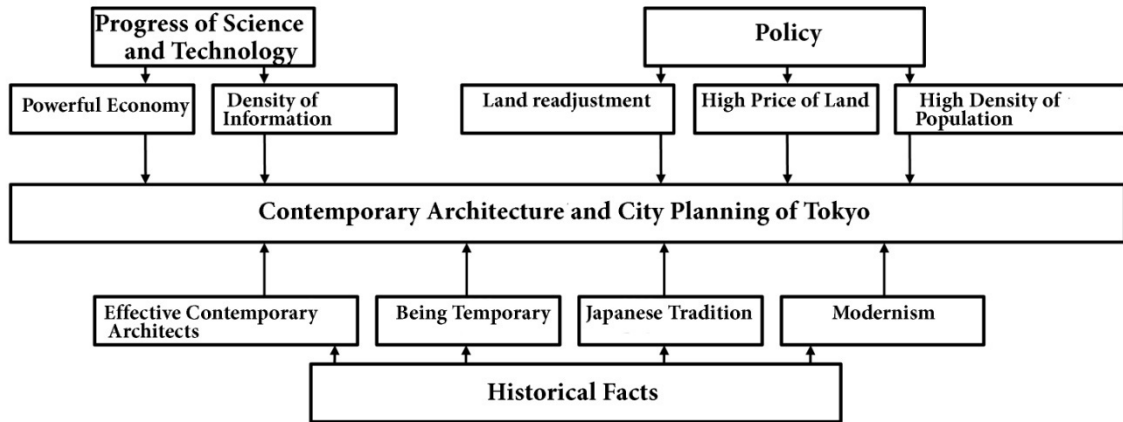 Progress of Science
and Technology
Policy
Powerful Economy
Density of
Information
Land readjustment
High Price of Land
High Density of
Population
Contemporary Architecture and City Planning of Tokyo
Effective Contemporary
Architects
Being Temporary
Japanese Tradition
Modernism
Historical Facts